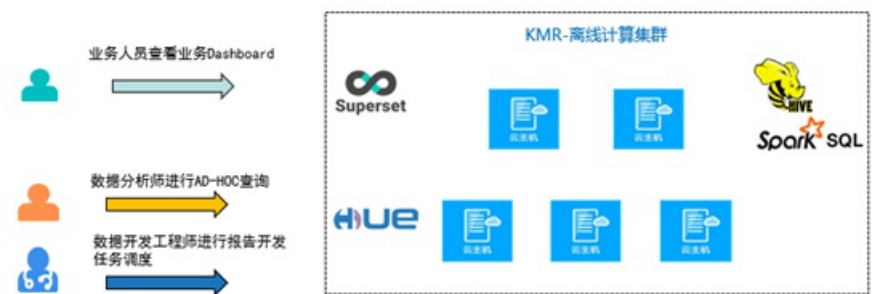 KMR-离线计算集群
业务人员查看业务Dashboard
Superset
云主机
云主机
HIVE
Spark SQL
数据分析师进行AD-HOC查询
HUE
数据开发工程师进行报告开发
任务调度
云主机
云主机
云主机